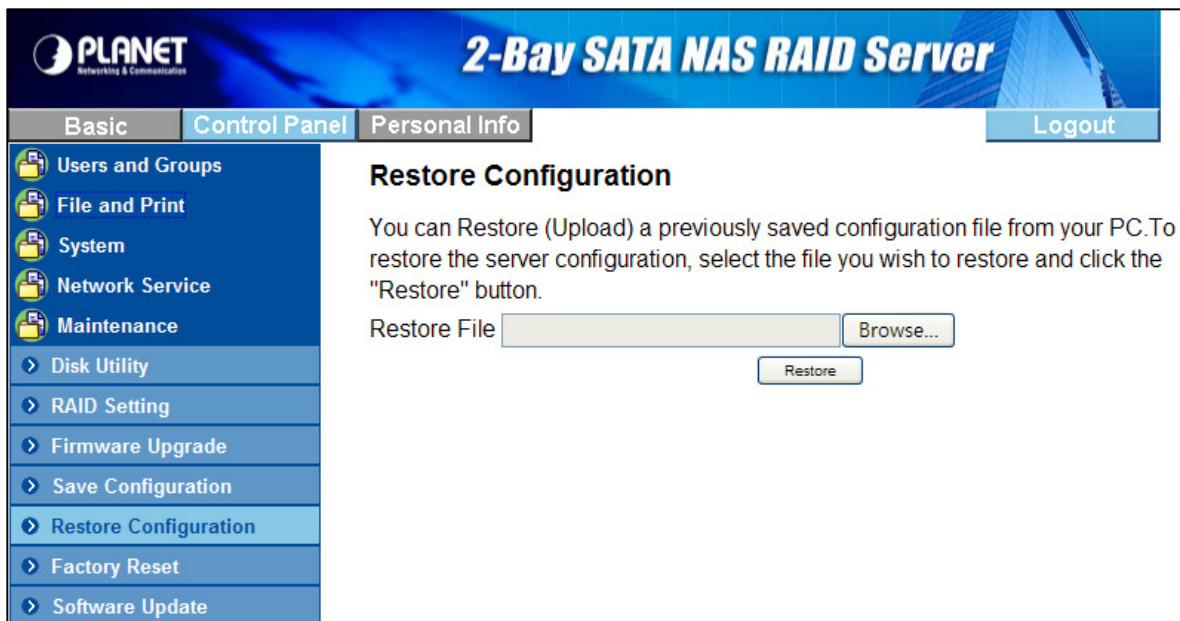 PLANET
Networking & Communication
2-Bay SATA NAS RAID Server
Basic
Control Panel
Personal Info
Logout
Users and Groups
File and Print
System
Network Service
Maintenance
Disk Utility
RAID Setting
Firmware Upgrade
Save Configuration
Restore Configuration
Factory Reset
Software Update
Restore Configuration
You can Restore (Upload) a previously saved configuration file from your PC.To
restore the server configuration, select the file you wish to restore and click the
"Restore" button.
Restore File
Browse...
Restore